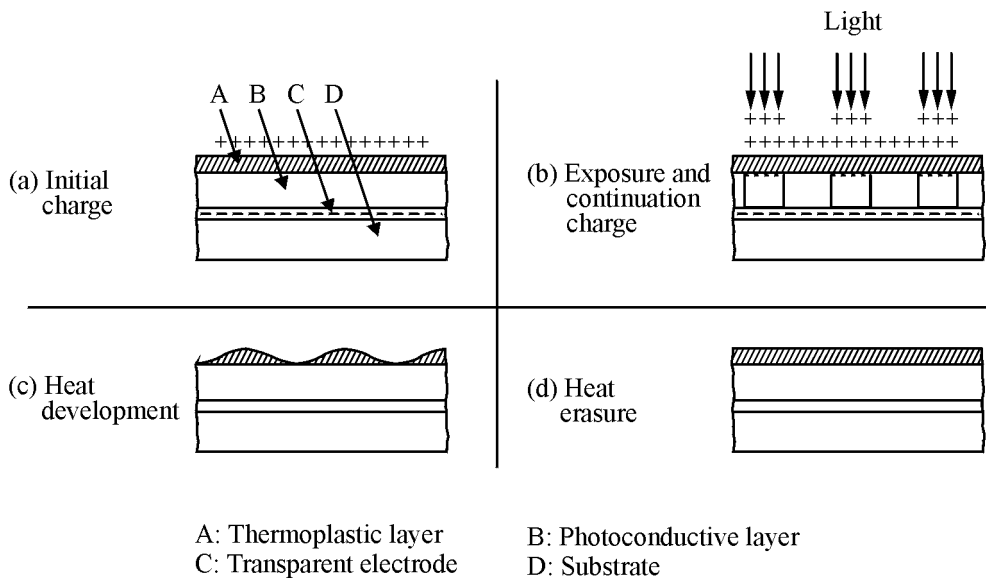 Light
A B C D
+++ +++ +++
++++++++++++++
++++++++++++++
(a) Initial
charge
(b) Exposure and
continuation
charge
(c) Heat
development
(d) Heat
erasure
A: Thermoplastic layer
B: Photoconductive layer
C: Transparent electrode
D: Substrate